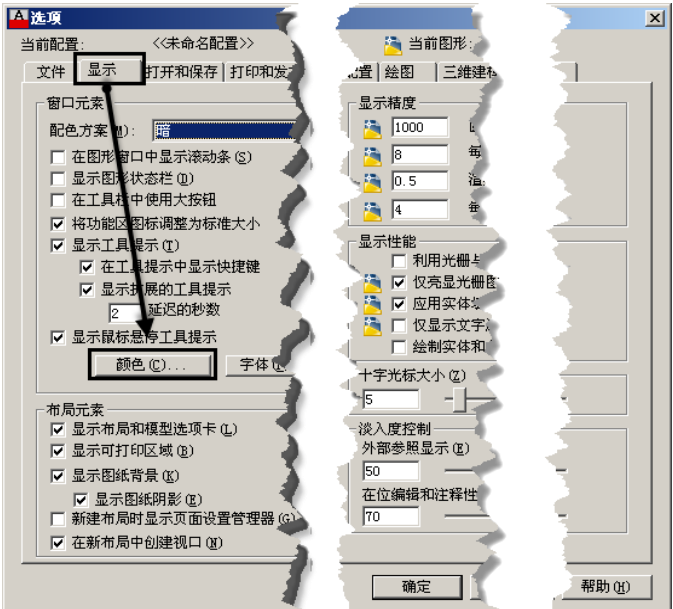 选项
当前配置: <<未命名配置>> 当前图形:
文件 显示 打开和保存 打印和发 配置 绘图 三维建
窗口元素
配色方案(M): 暗
在图形窗口中显示滚动条(S)
显示图形状态栏(D)
在工具栏中使用大按钮
将功能区图标调整为标准大小
显示工具提示(T)
在工具提示中显示快捷键
显示扩展的工具提示
2 延迟的秒数
显示鼠标悬停工具提示
颜色(C)... 字体
布局元素
显示布局和模型选项卡(L)
显示可打印区域(B)
显示图纸背景(K)
显示图纸阴影(E)
新建布局时显示页面设置管理器(G)
在新布局中创建视口(N)
显示精度
1000
8 每
0.5 渲
4 每
显示性能
利用光栅与
仅亮显光栅图
应用实体
仅显示文字
绘制实体和
十字光标大小(Z)
5
淡入度控制
外部参照显示(E)
50
在位编辑和注释性
70
确定 帮助(H)